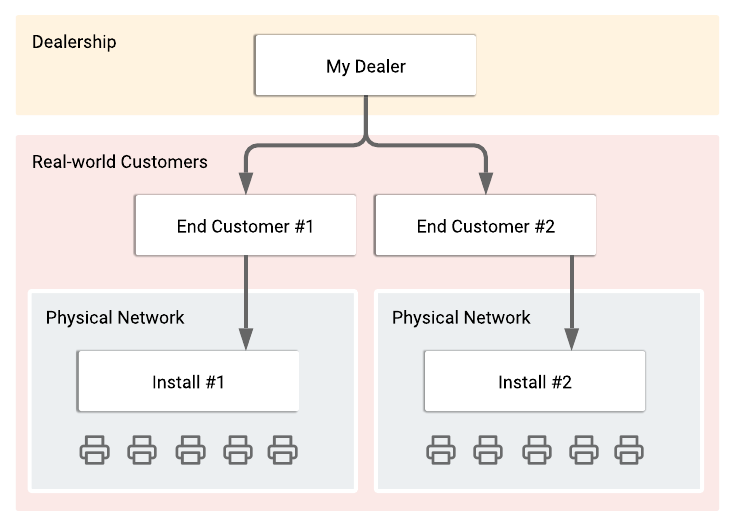 Dealership
My Dealer
Real-world Customers
End Customer #1
End Customer #2
Physical Network
Physical Network
Install #1
Install #2